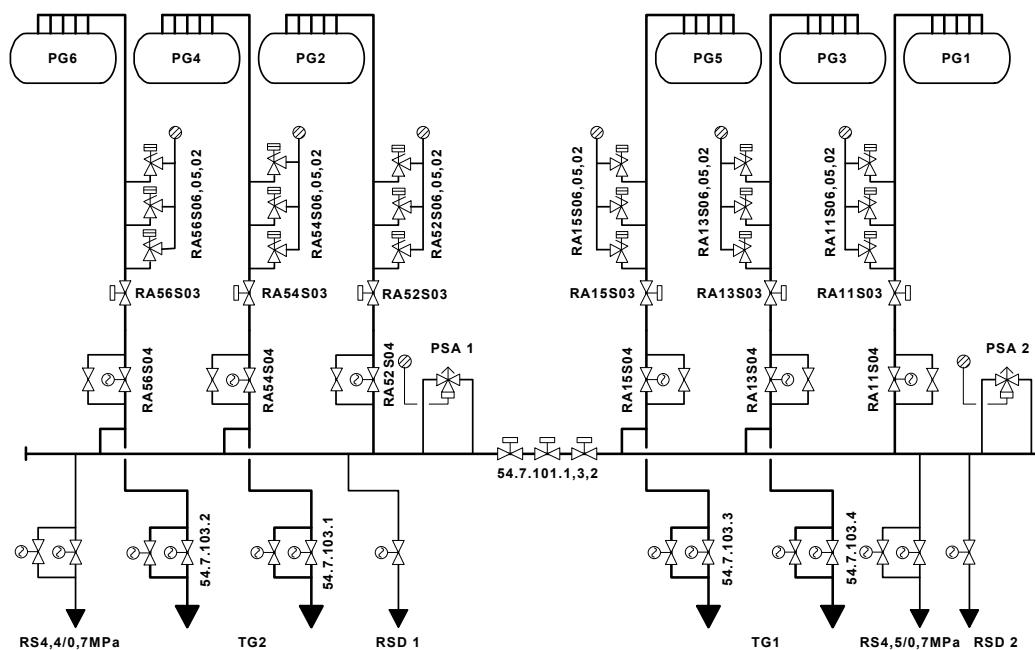 PG6
PG4
PG2
PG5
PG3
PG1
RA56S06,05,02
RA54S06,05,02
RA52S06,05,02
RA15S06,05,02
RA13S06,05,02
RA11S06,05,02
RA56S03
RA54S03
RA52S03
RA15S03
RA13S03
RA11S03
RA56S04
RA54S04
RA52S04
PSA 1
RA15S04
RA13S04
RA11S04
PSA 2
54.7.101.1,3,2
54.7.103.2
54.7.103.1
54.7.103.3
54.7.103.4
RS4,4/0,7MPa
TG2
RSD 1
TG1
RS4,5/0,7MPa
RSD 2